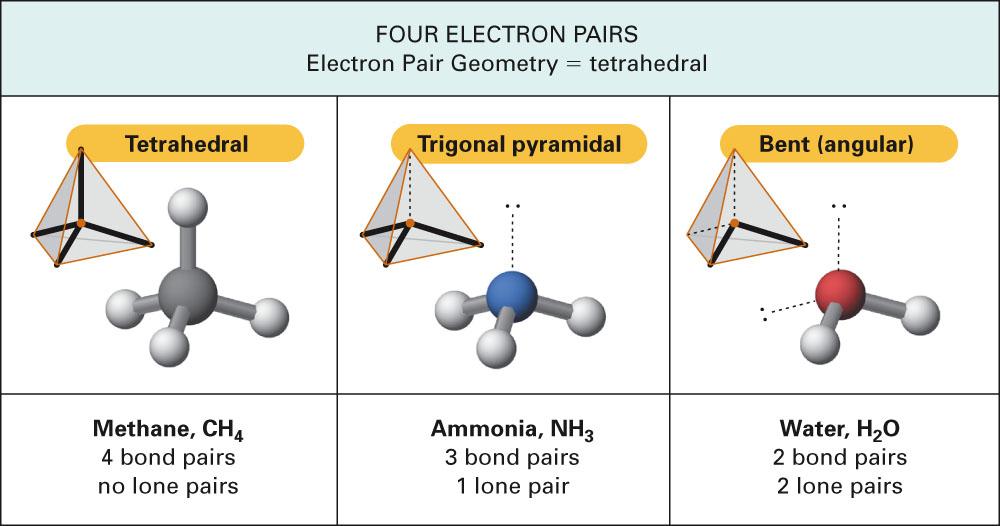 FOUR ELECTRON PAIRS
Electron Pair Geometry = tetrahedral
Tetrahedral
Trigonal pyramidal
Bent (angular)
Methane, CH₄
4 bond pairs
no lone pairs
Ammonia, NH₃
3 bond pairs
1 lone pair
Water, H₂O
2 bond pairs
2 lone pairs